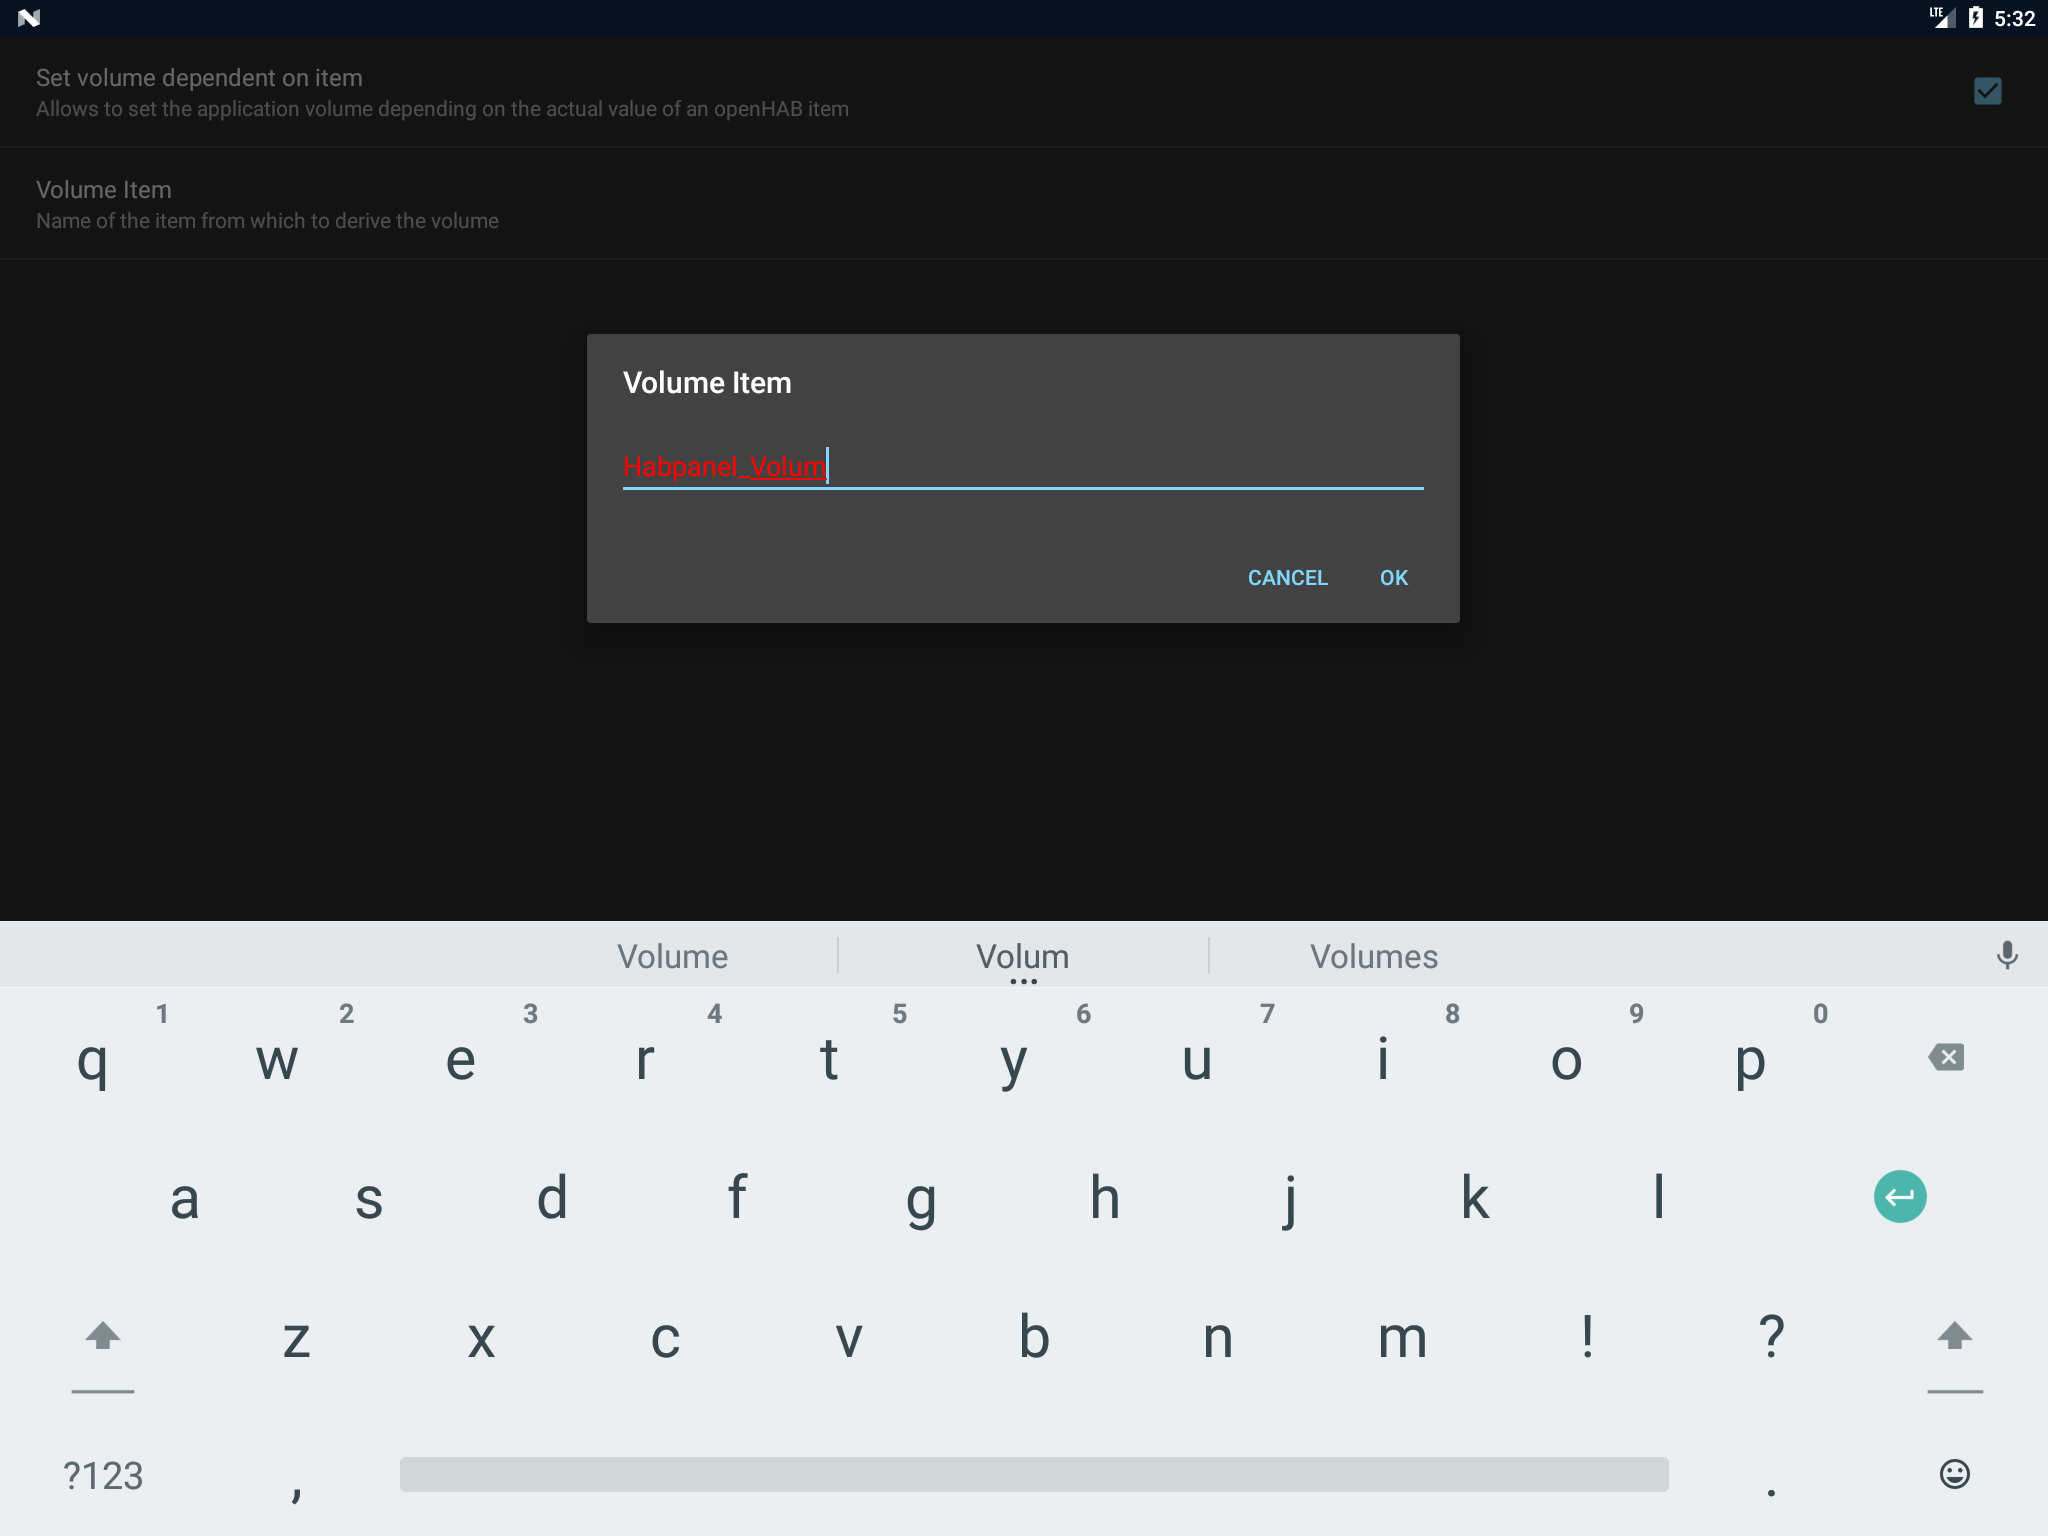 LTE 5:32
Set volume dependent on item
Allows to set the application volume depending on the actual value of an openHAB item
Volume Item
Name of the item from which to derive the volume
Volume Item
Habpanel_Volum
CANCEL OK
Volume Volum Volumes
1 2 3 4 5 6 7 8 9 0
q w e r t y u i o p
a s d f g h j k l
z x c v b n m ! ?
?123 , .